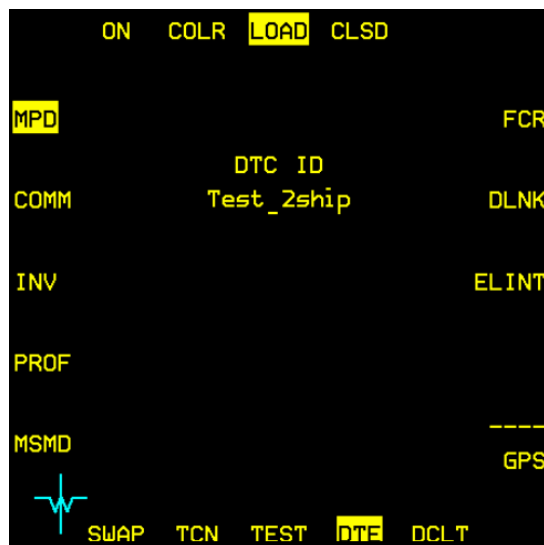 ON COLR LOAD CLSD
MPD FCR
DTC ID
COMM Test_2ship DLNK
INV ELINT
PROF
----
MSMD
GPS
SWAP TCN TEST DTE DCLT